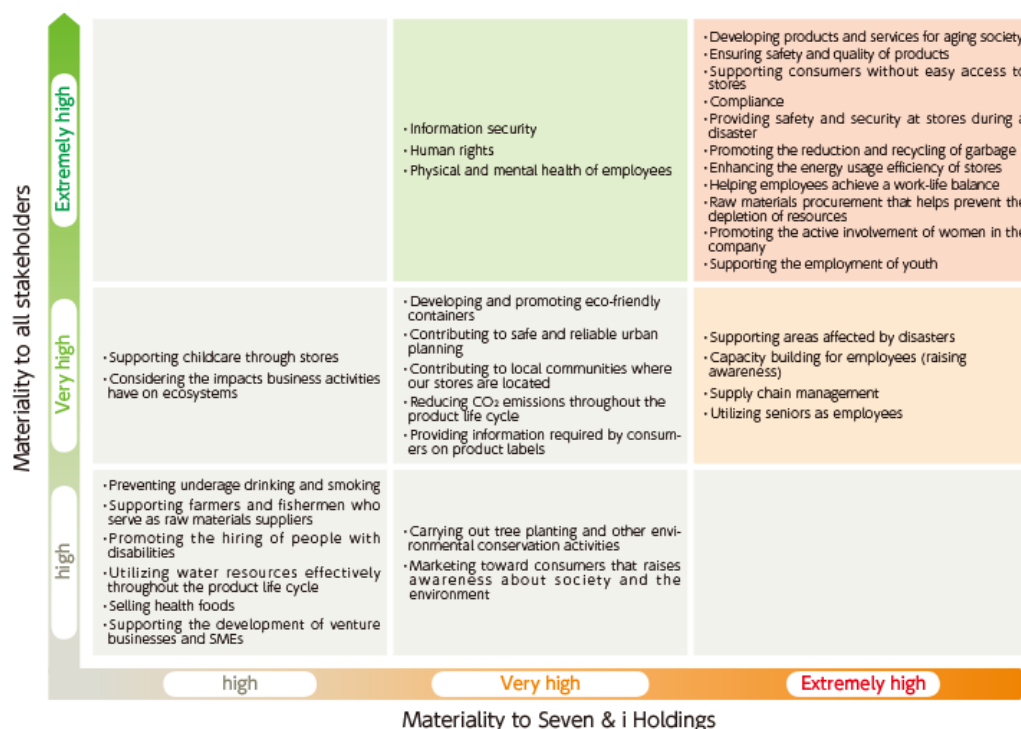 Materiality to all stakeholders
Extremely high
·Information security
·Human rights
·Physical and mental health of employees
·Developing products and services for aging society
·Ensuring safety and quality of products
·Supporting consumers without easy access to
stores
·Compliance
·Providing safety and security at stores during a
disaster
·Promoting the reduction and recycling of garbage
·Enhancing the energy usage efficiency of stores
·Helping employees achieve a work-life balance
·Raw materials procurement that helps prevent the
depletion of resources
·Promoting the active involvement of women in the
company
·Supporting the employment of youth
Very high
·Supporting childcare through stores
·Considering the impacts business activities
have on ecosystems
·Developing and promoting eco-friendly
containers
·Contributing to safe and reliable urban
planning
·Contributing to local communities where
our stores are located
·Reducing CO₂ emissions throughout the
product life cycle
·Providing information required by consum-
ers on product labels
·Supporting areas affected by disasters
·Capacity building for employees (raising
awareness)
·Supply chain management
·Utilizing seniors as employees
high
·Preventing underage drinking and smoking
·Supporting farmers and fishermen who
serve as raw materials suppliers
·Promoting the hiring of people with
disabilities
·Utilizing water resources effectively
throughout the product life cycle
·Selling health foods
·Supporting the development of venture
businesses and SMEs
·Carrying out tree planting and other envi-
ronmental conservation activities
·Marketing toward consumers that raises
awareness about society and the
environment
high
Very high
Extremely high
Materiality to Seven & i Holdings